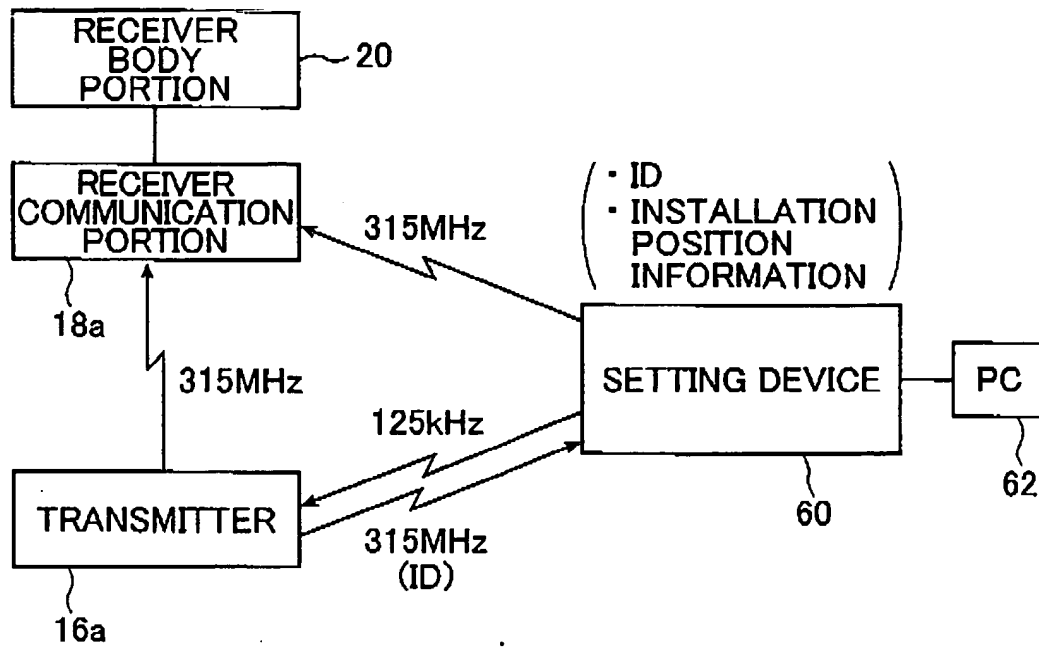 RECEIVER
BODY
PORTION
20
RECEIVER
COMMUNICATION
PORTION
18a
315MHz
· ID
· INSTALLATION
POSITION
INFORMATION
SETTING DEVICE
60
PC
62
315MHz
125kHz
315MHz
(ID)
TRANSMITTER
16a